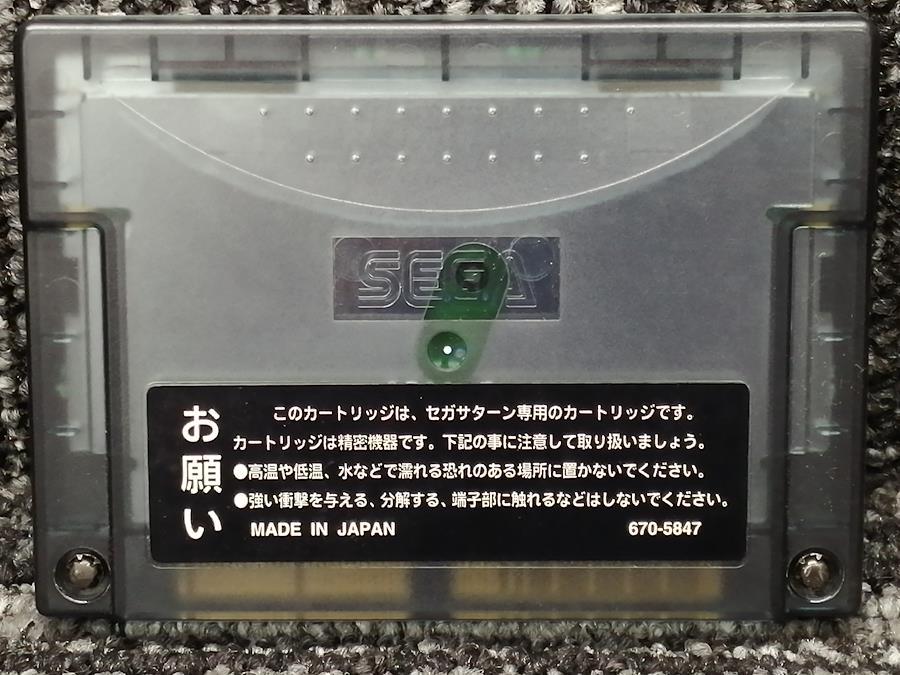 SEGA
お願い
このカートリッジは、セガサターン専用のカートリッジです。
カートリッジは精密機器です。下記の事に注意して取り扱いましょう。
●高温や低温、水などで濡れる恐れのある場所に置かないでください。
●強い衝撃を与える、分解する、端子部に触れるなどはしないでください。
MADE IN JAPAN 670-5847